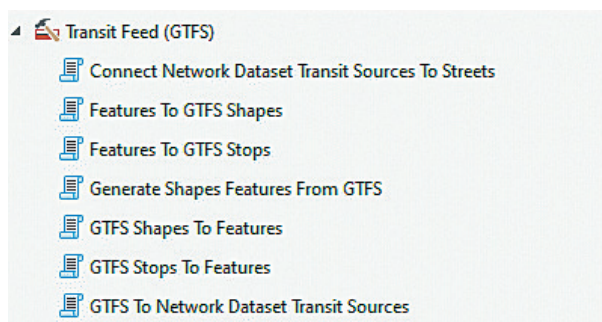 Transit Feed (GTFS)
Connect Network Dataset Transit Sources To Streets
Features To GTFS Shapes
Features To GTFS Stops
Generate Shapes Features From GTFS
GTFS Shapes To Features
GTFS Stops To Features
GTFS To Network Dataset Transit Sources